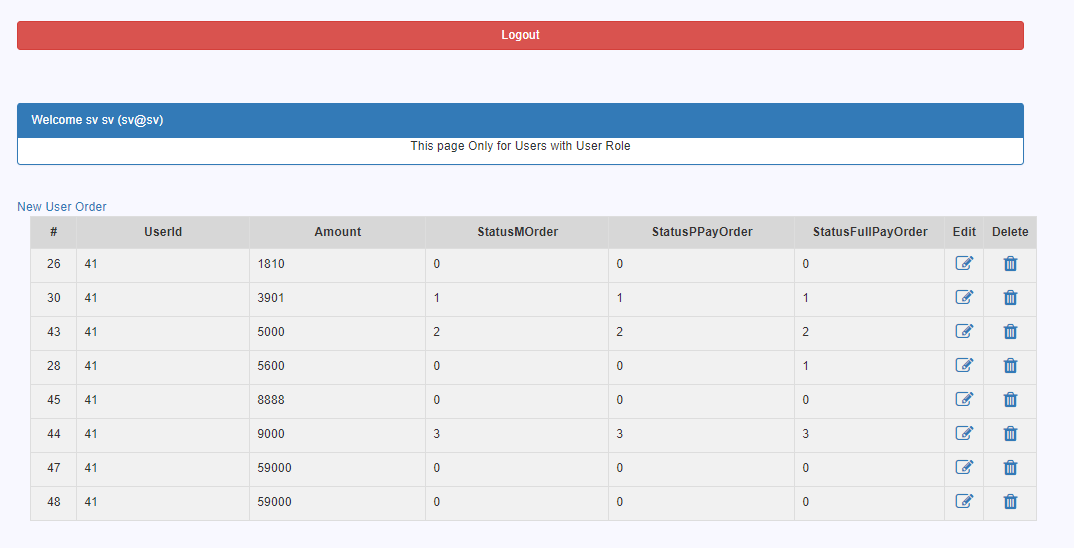 Logout
Welcome sv sv (sv@sv)
This page Only for Users with User Role
New User Order
# UserId Amount StatusMOrder StatusPPayOrder StatusFullPayOrder Edit Delete
26 41 1810 0 0 0
30 41 3901 1 1 1
43 41 5000 2 2 2
28 41 5600 0 0 1
45 41 8888 0 0 0
44 41 9000 3 3 3
47 41 59000 0 0 0
48 41 59000 0 0 0